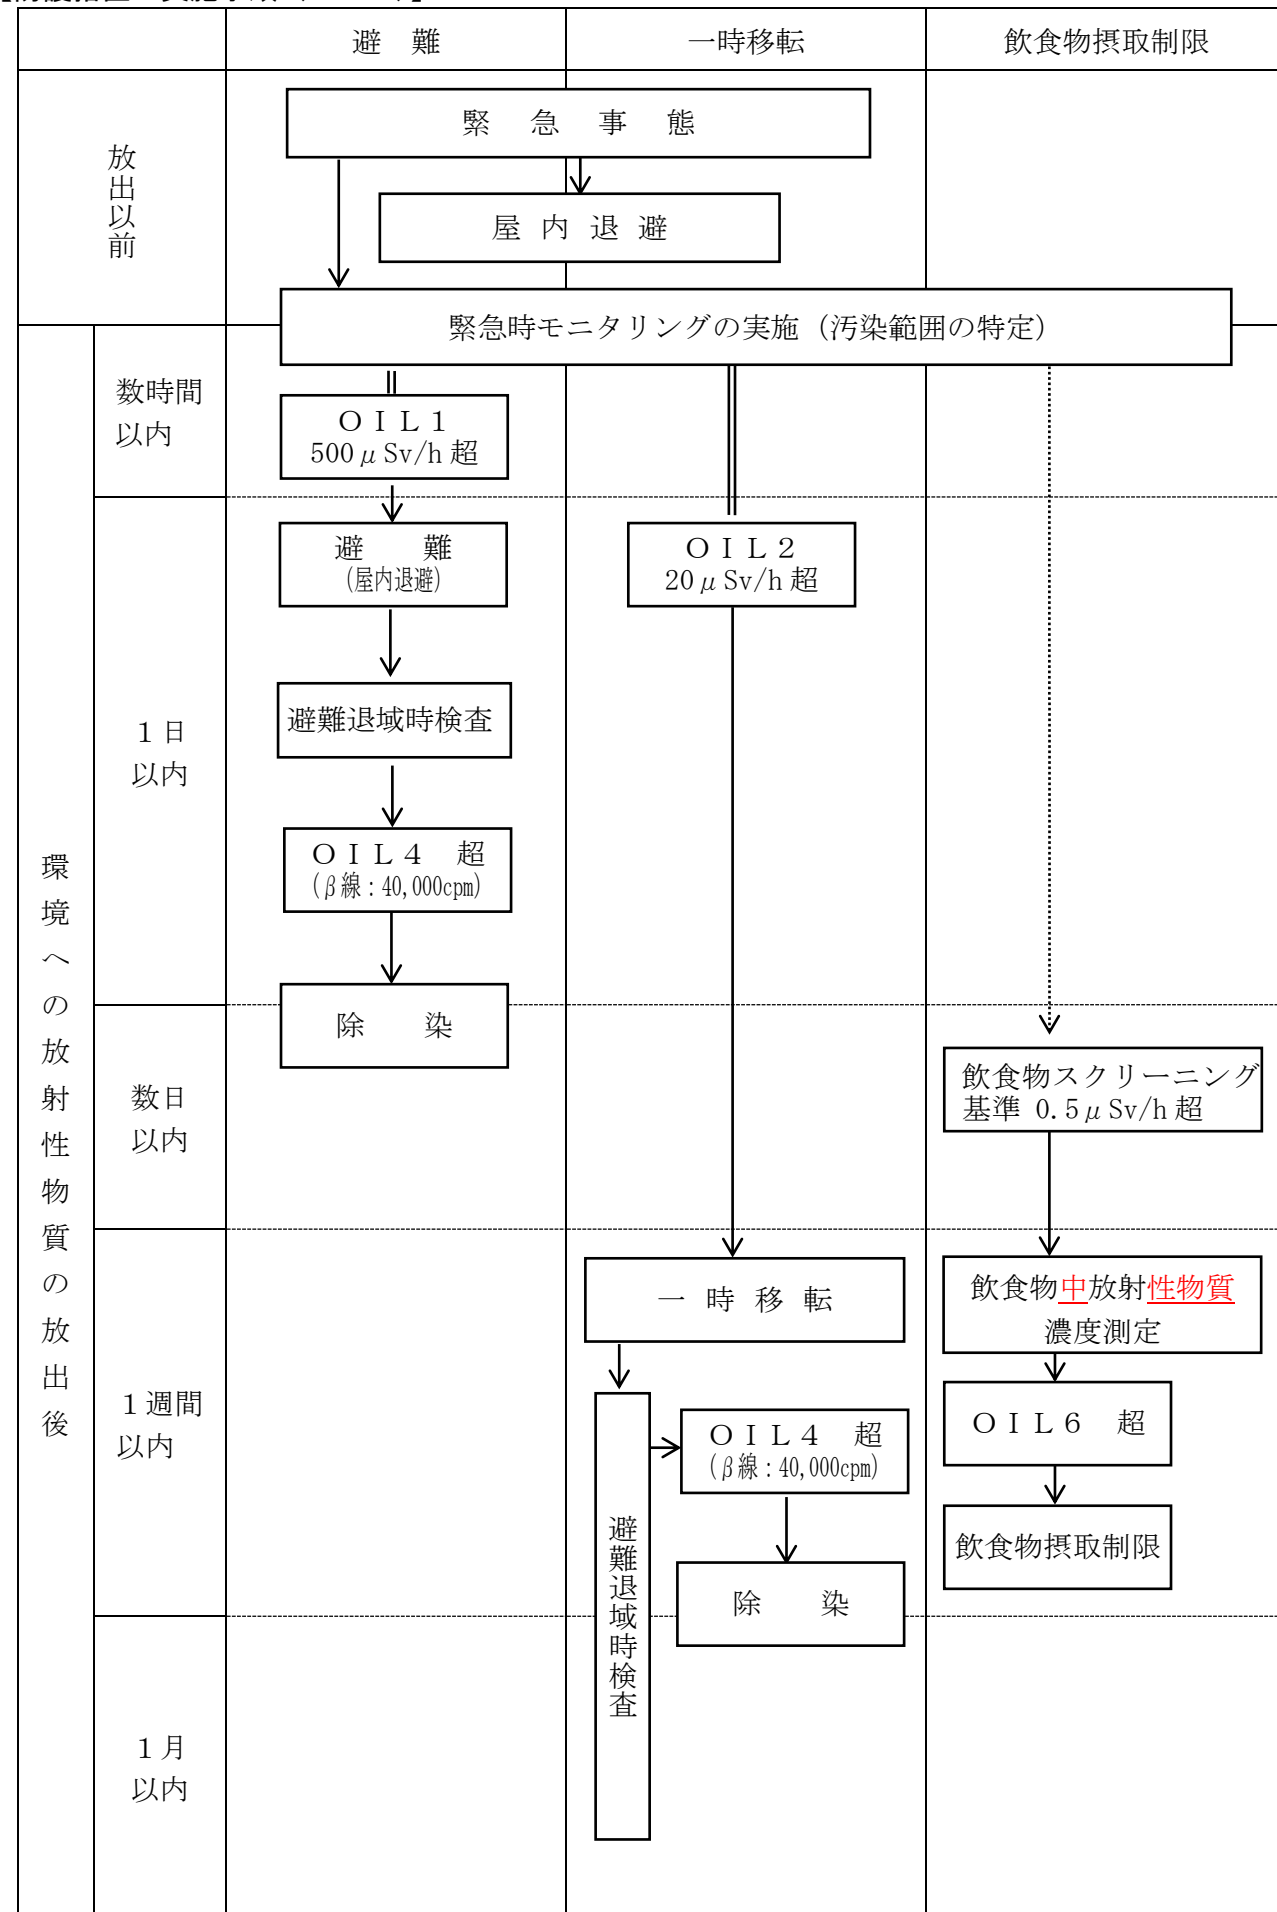 避 難
一時移転
飲食物摂取制限
放出以前
緊 急 事 態
屋 内 退 避
緊急時モニタリングの実施（汚染範囲の特定）
環境への放射性物質の放出後
数時間
以内
ＯＩＬ１
500μSv/h 超
１日
以内
避 難
(屋内退避)
ＯＩＬ２
20μSv/h 超
避難退域時検査
ＯＩＬ４ 超
(β線：40,000cpm)
除 染
数日
以内
飲食物スクリーニング
基準 0.5μSv/h 超
１週間
以内
一 時 移 転
飲食物中放射性物質
濃度測定
避難退域時検査
ＯＩＬ４ 超
(β線：40,000cpm)
除 染
ＯＩＬ６ 超
飲食物摂取制限
１月
以内